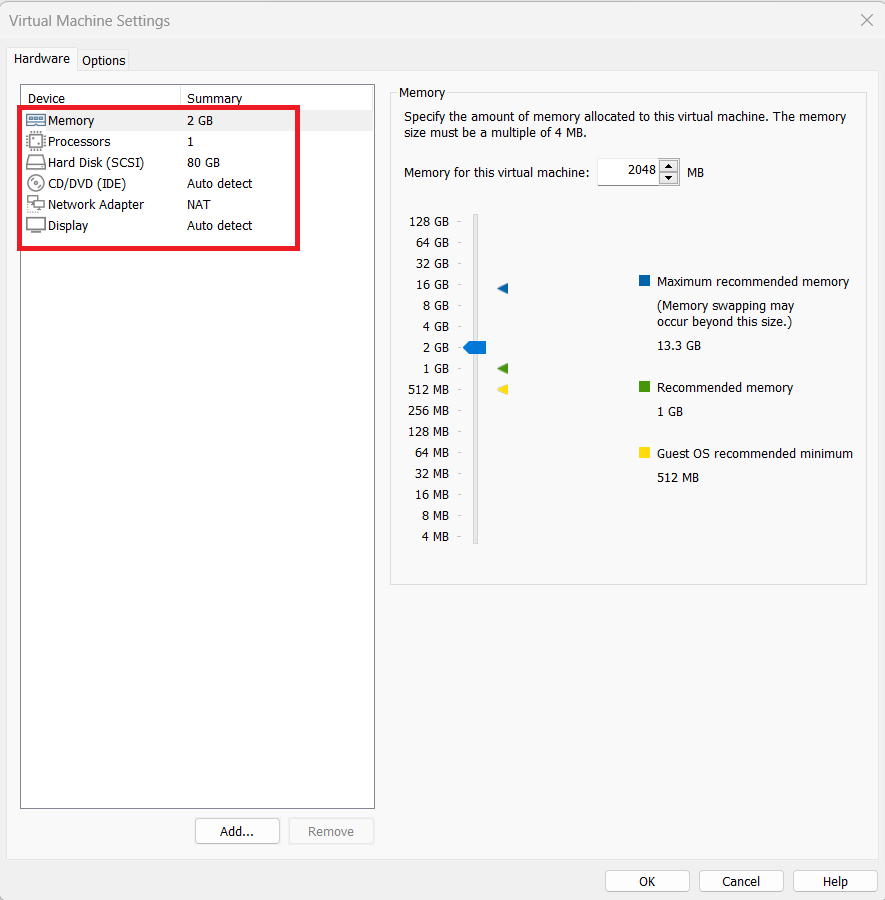 Virtual Machine Settings
Hardware Options
Device Summary
Memory 2 GB
Processors 1
Hard Disk (SCSI) 80 GB
CD/DVD (IDE) Auto detect
Network Adapter NAT
Display Auto detect
Add... Remove
Memory
Specify the amount of memory allocated to this virtual machine. The memory
size must be a multiple of 4 MB.
Memory for this virtual machine: 2048 MB
128 GB
64 GB
32 GB
16 GB
8 GB
4 GB
2 GB
1 GB
512 MB
256 MB
128 MB
64 MB
32 MB
16 MB
8 MB
4 MB
Maximum recommended memory
(Memory swapping may
occur beyond this size.)
13.3 GB
Recommended memory
1 GB
Guest OS recommended minimum
512 MB
OK Cancel Help